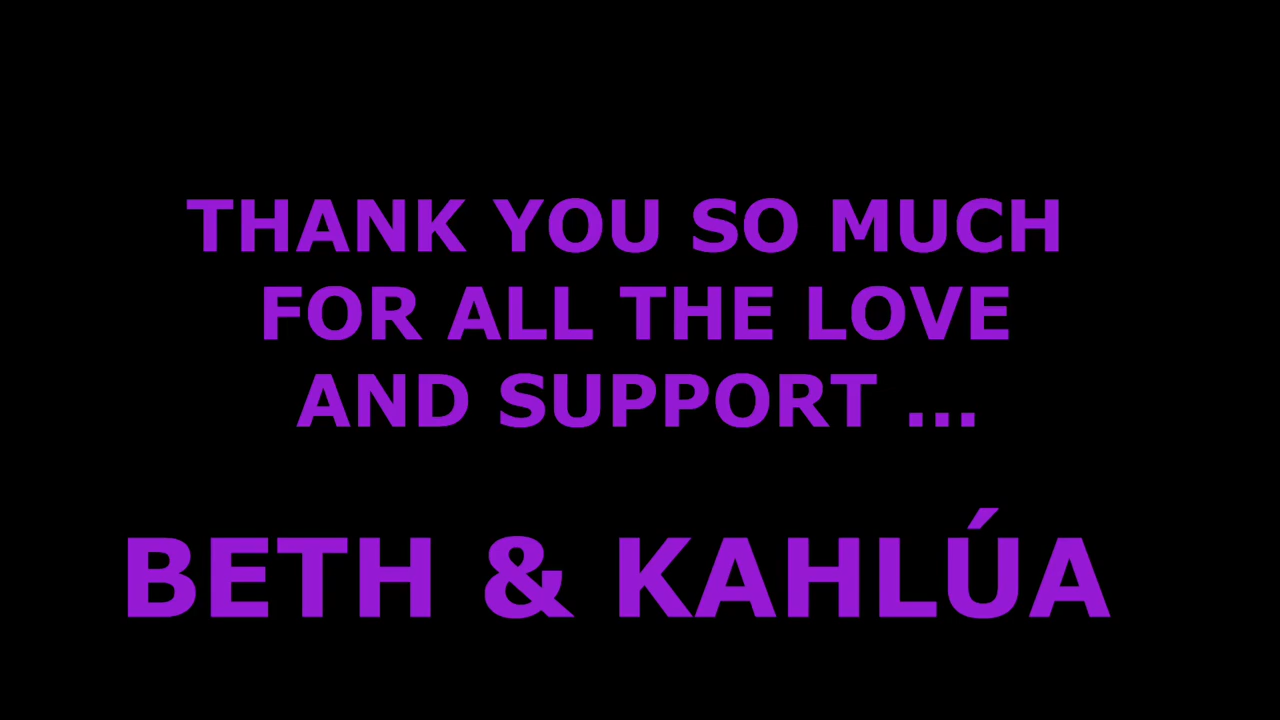 THANK YOU SO MUCH
FOR ALL THE LOVE
AND SUPPORT ...
BETH & KAHLÚA